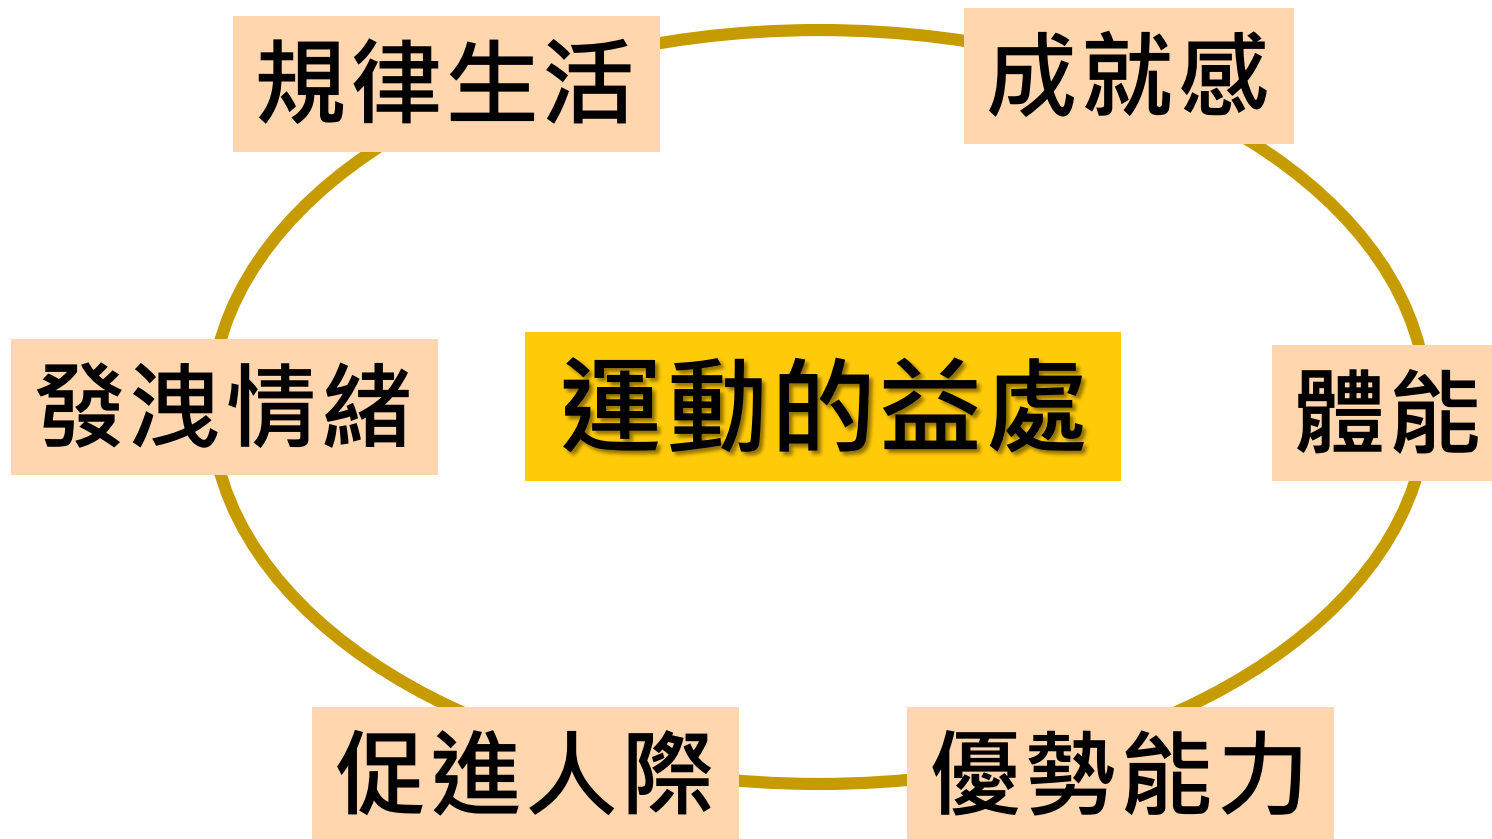 規律生活
成就感
發洩情緒
運動的益處
體能
促進人際
優勢能力